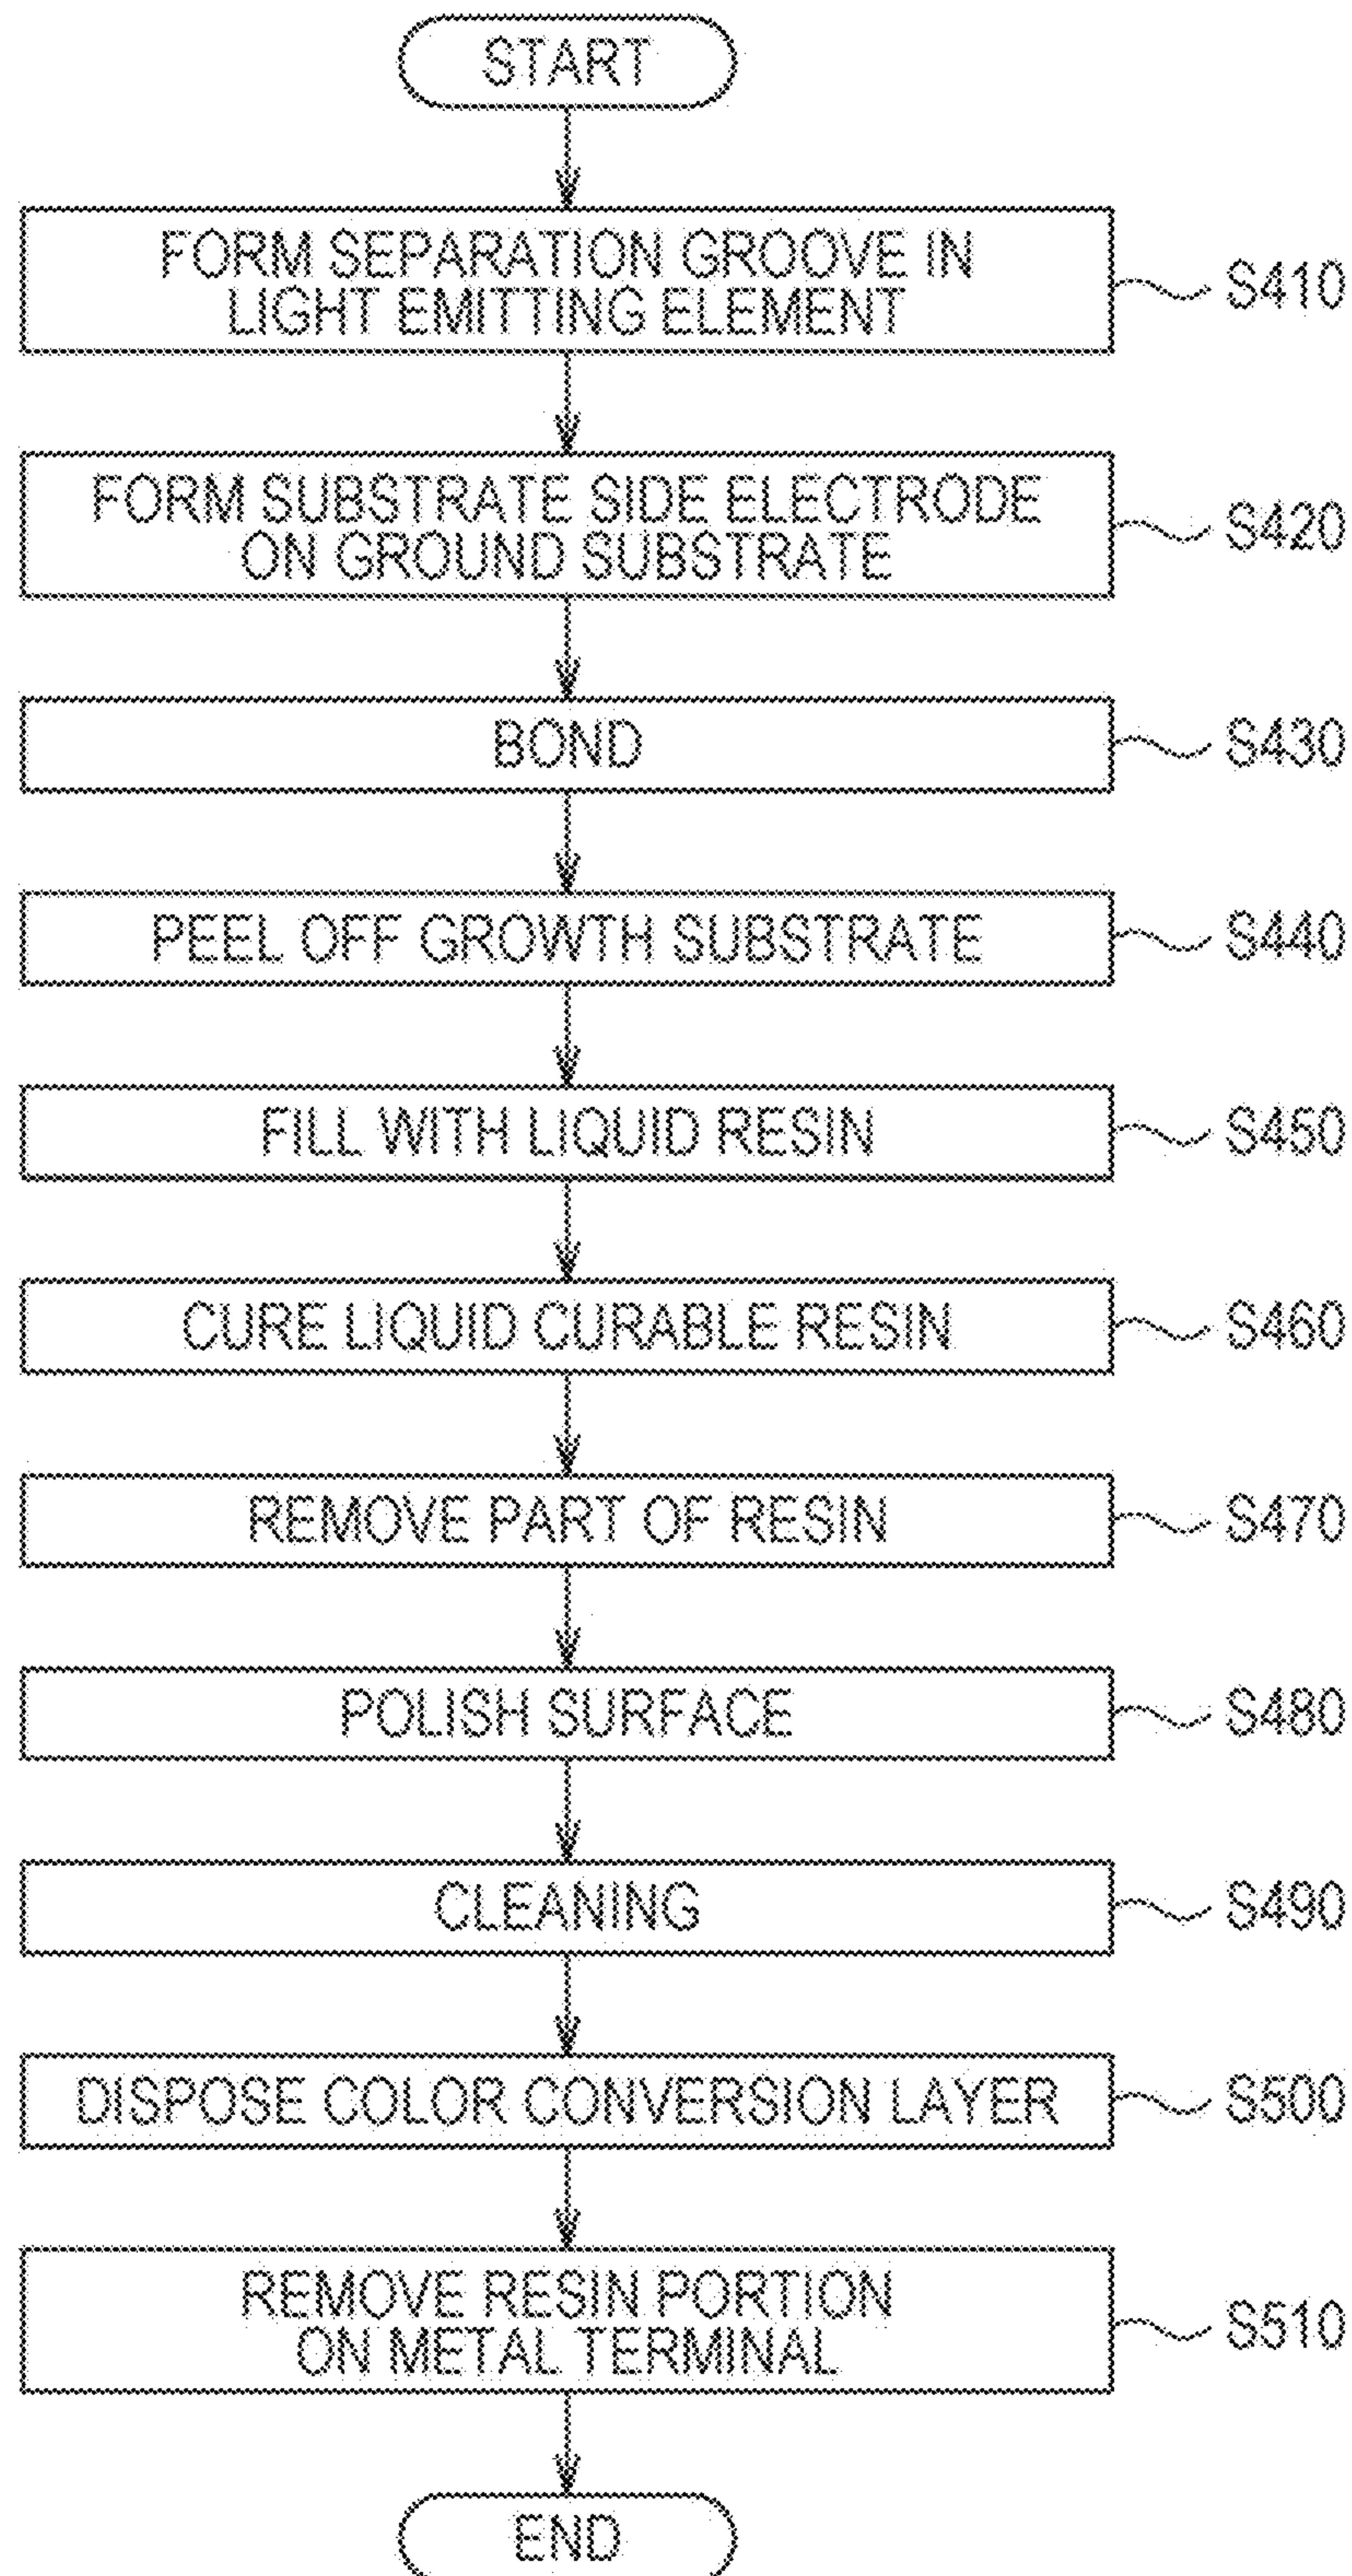 START
FORM SEPARATION GROOVE IN
LIGHT EMITTING ELEMENT
S410
FORM SUBSTRATE SIDE ELECTRODE
ON GROUND SUBSTRATE
S420
BOND
S430
PEEL OFF GROWTH SUBSTRATE
S440
FILL WITH LIQUID RESIN
S450
CURE LIQUID CURABLE RESIN
S460
REMOVE PART OF RESIN
S470
POLISH SURFACE
S480
CLEANING
S490
DISPOSE COLOR CONVERSION LAYER
S500
REMOVE RESIN PORTION
ON METAL TERMINAL
S510
END